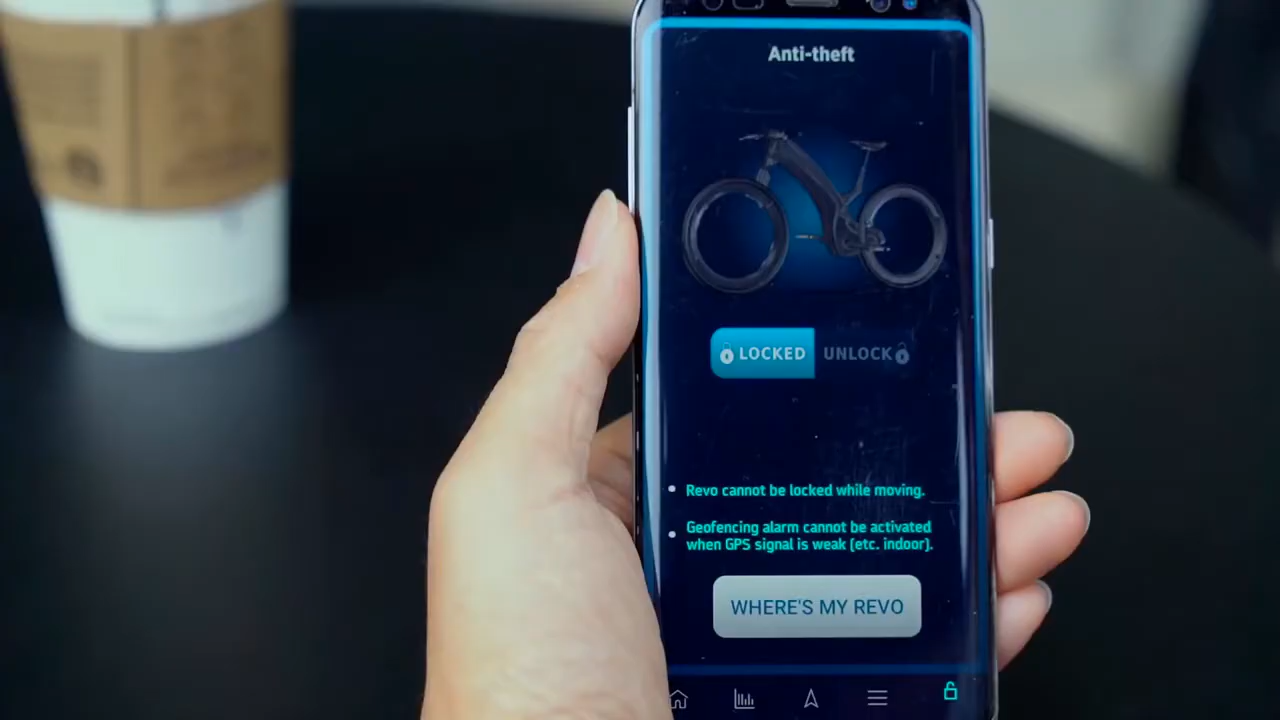 Anti-theft
LOCKED UNLOCK
Revo cannot be locked while moving.
Geofencing alarm cannot be activated
when GPS signal is weak (etc. indoor).
WHERE'S MY REVO